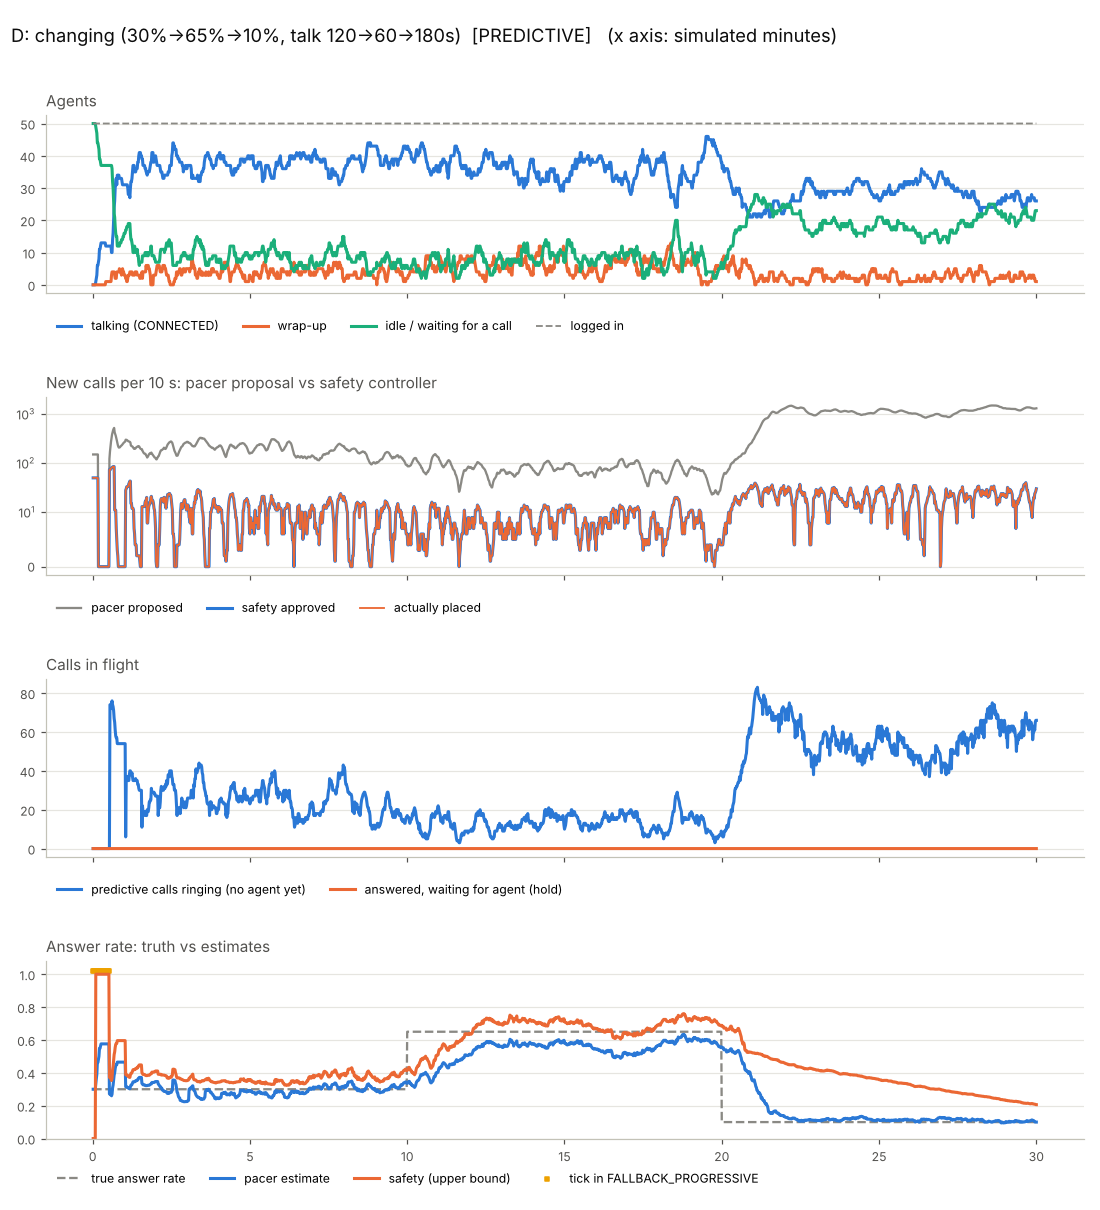 D: changing (30%→65%→10%, talk 120→60→180s)  [PREDICTIVE]   (x axis: simulated minutes)
Agents
50
40
30
20
10
0
talking (CONNECTED)
wrap-up
idle / waiting for a call
logged in
New calls per 10 s: pacer proposal vs safety controller
10³
10²
10¹
0
pacer proposed
safety approved
actually placed
Calls in flight
80
60
40
20
0
predictive calls ringing (no agent yet)
answered, waiting for agent (hold)
Answer rate: truth vs estimates
1.0
0.8
0.6
0.4
0.2
0.0
0 5 10 15 20 25 30
true answer rate
pacer estimate
safety (upper bound)
tick in FALLBACK_PROGRESSIVE